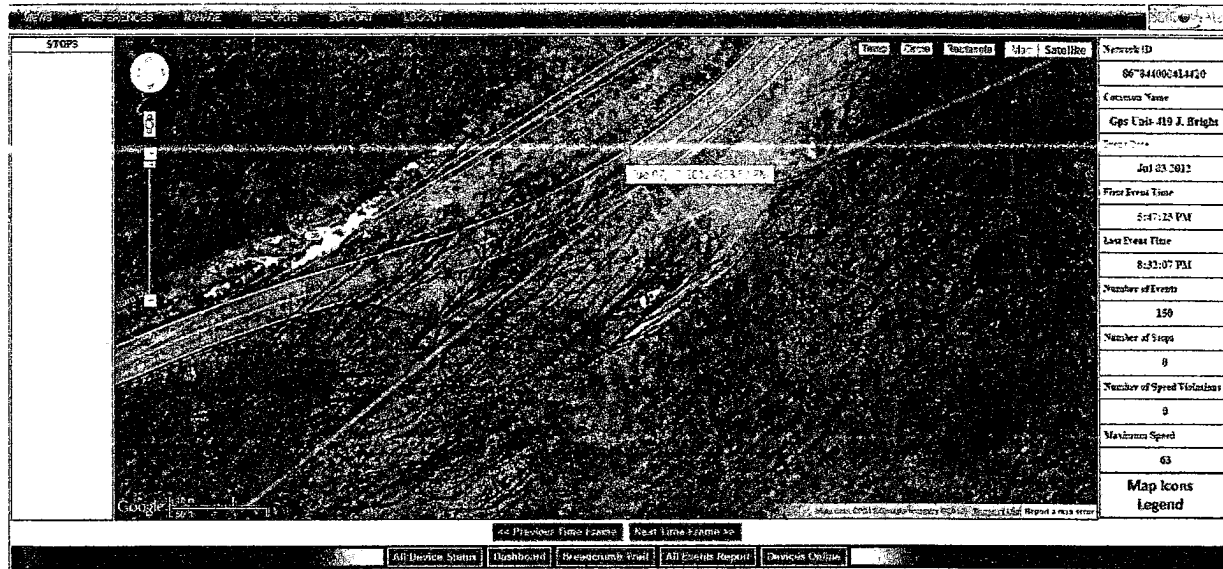 VIEWS PREFERENCES MANAGE REPORTS SUPPORT LOGOUT
STOPS
Temp Circle Rectangle Map Satellite
Network ID
Common Name
Gps Unit- 419 J. Bright
Jul 03 2012
First Event Time
5:47:25 PM
Last Event Time
8:32:07 PM
Number of Events
150
Number of Stops
0
Number of Speed Violations
0
Maximum Speed
63
Map Icons
Legend
Google
Report a map error
<< Previous Time Frame Next Time Frame >>
All Device Status Dashboard Breadcrumb Trail All Events Report Devices Online